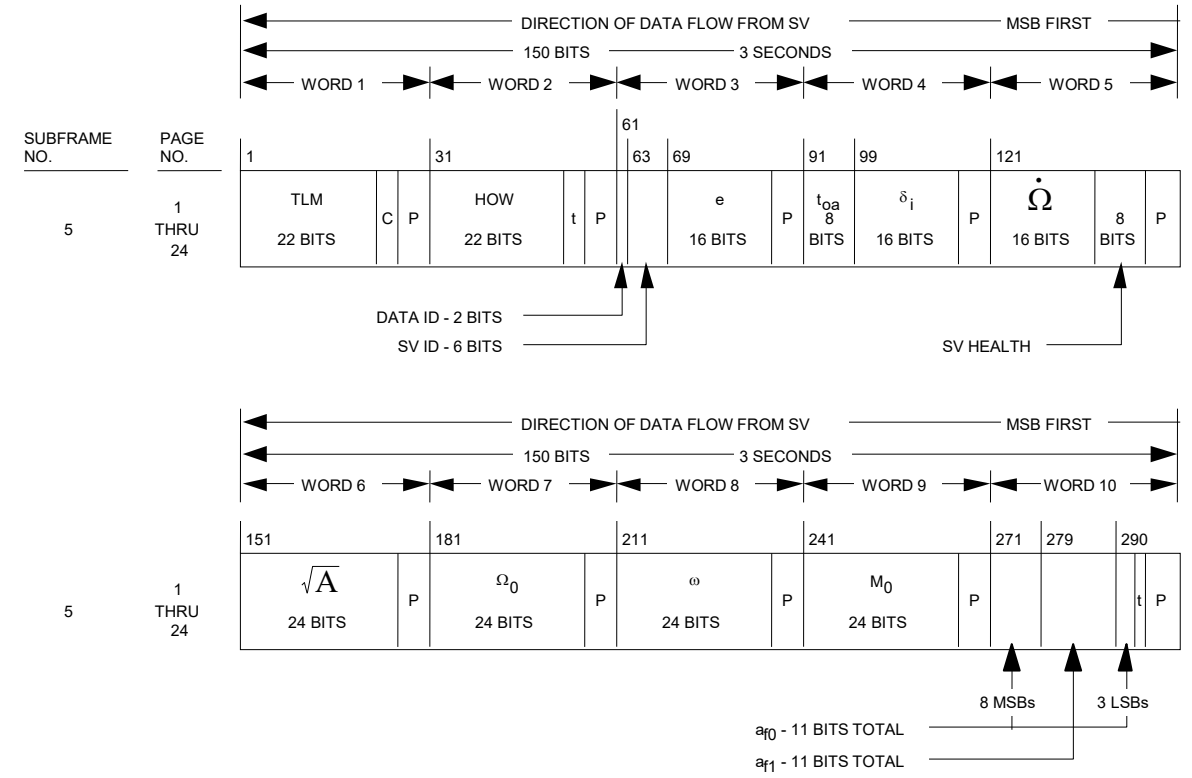 DIRECTION OF DATA FLOW FROM SV MSB FIRST
150 BITS 3 SECONDS
WORD 1 WORD 2 WORD 3 WORD 4 WORD 5
SUBFRAME NO.
PAGE NO.
1 31 61 63 69 91 99 121
5
1 THRU 24
TLM 22 BITS
C
P
HOW 22 BITS
t
P
e 16 BITS
P
toa 8 BITS
δi 16 BITS
P
Ω̇ 16 BITS
8 BITS
P
DATA ID - 2 BITS
SV ID - 6 BITS
SV HEALTH
DIRECTION OF DATA FLOW FROM SV MSB FIRST
150 BITS 3 SECONDS
WORD 6 WORD 7 WORD 8 WORD 9 WORD 10
151 181 211 241 271 279 290
5
1 THRU 24
√A 24 BITS
P
Ω0 24 BITS
P
ω 24 BITS
P
M0 24 BITS
P
t
P
8 MSBs 3 LSBs
af0 - 11 BITS TOTAL
af1 - 11 BITS TOTAL